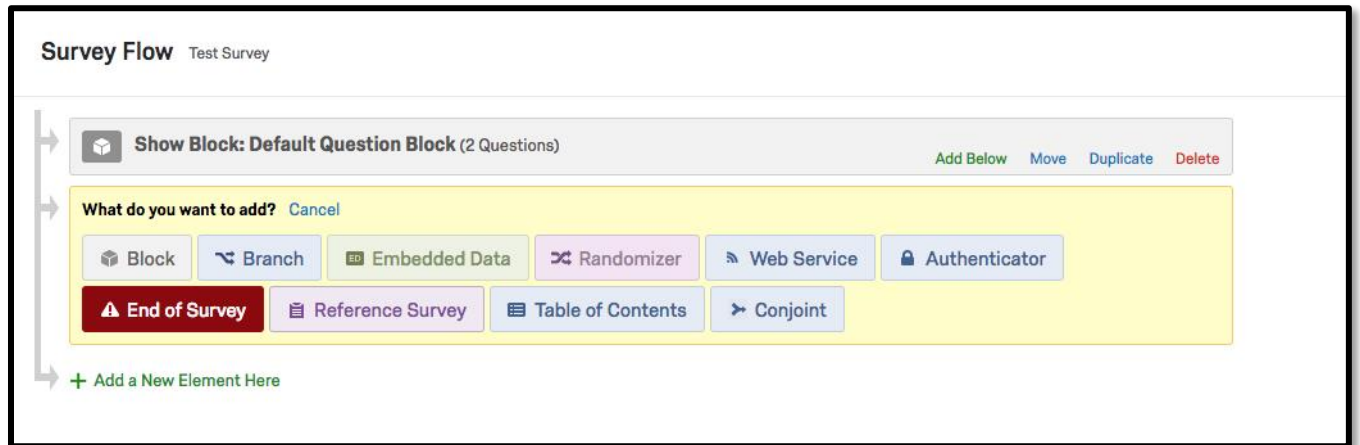 Survey Flow Test Survey
Show Block: Default Question Block (2 Questions)
Add Below Move Duplicate Delete
What do you want to add? Cancel
Block Branch ED Embedded Data Randomizer Web Service Authenticator
End of Survey Reference Survey Table of Contents Conjoint
+ Add a New Element Here